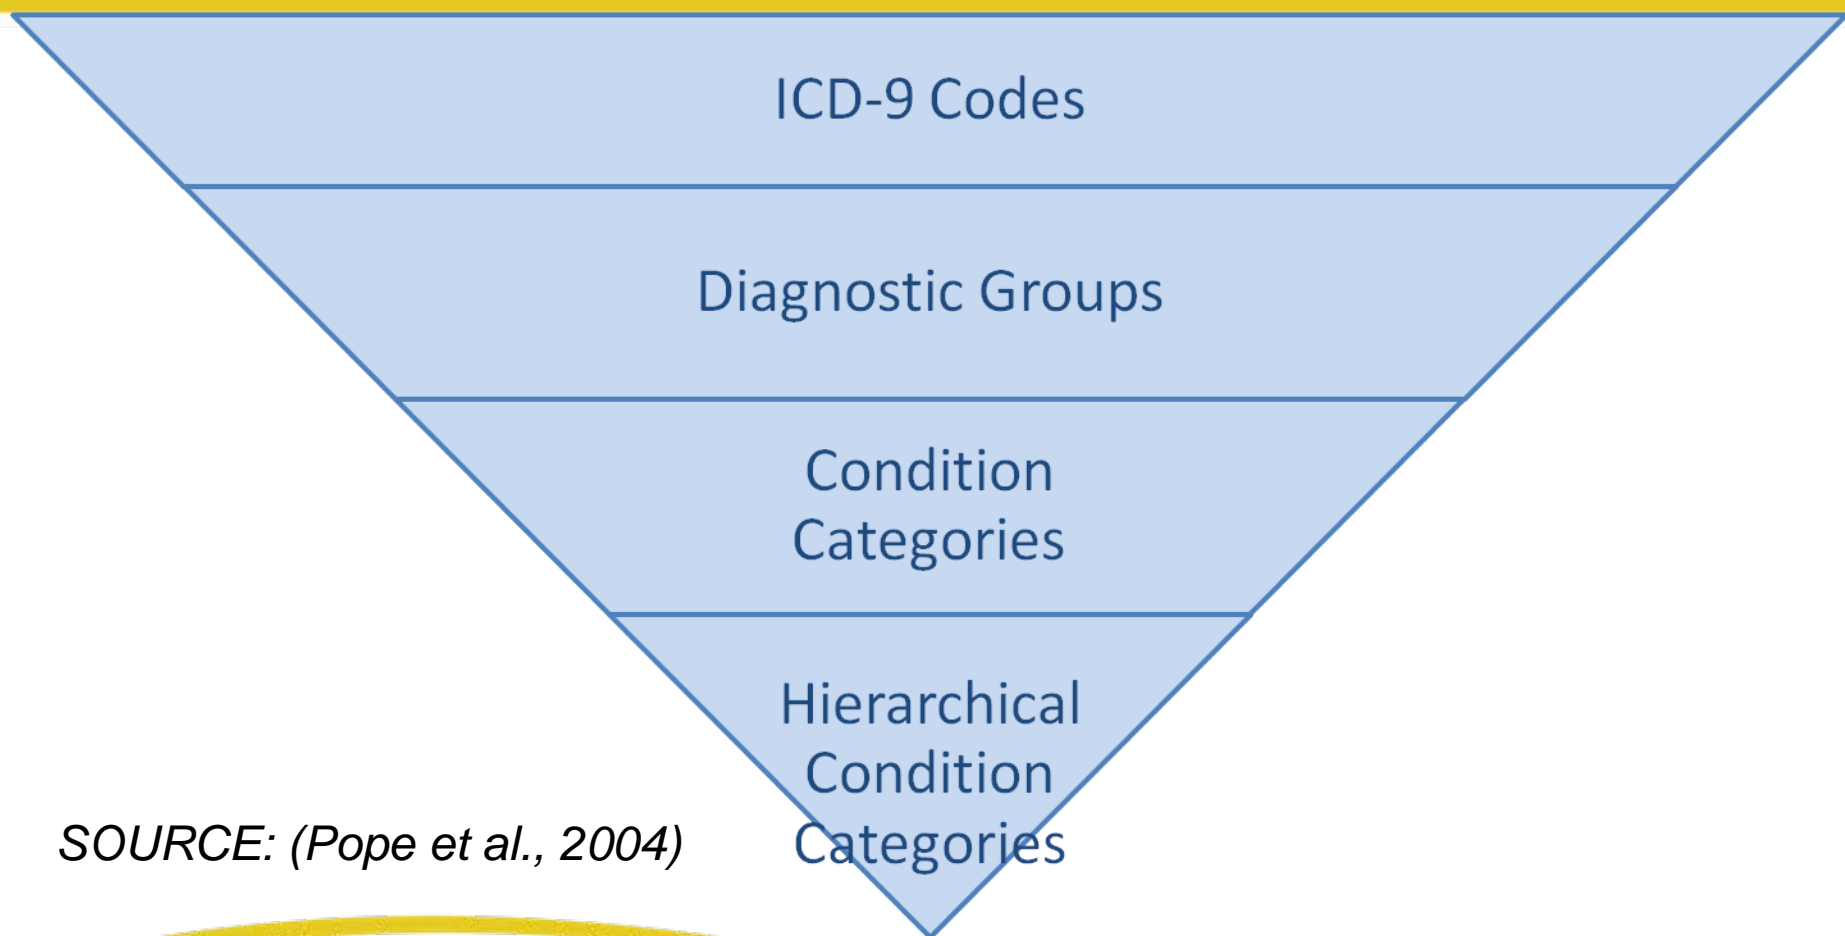 ICD-9 Codes
Diagnostic Groups
Condition
Categories
Hierarchical
Condition
Categories
SOURCE: (Pope et al., 2004)